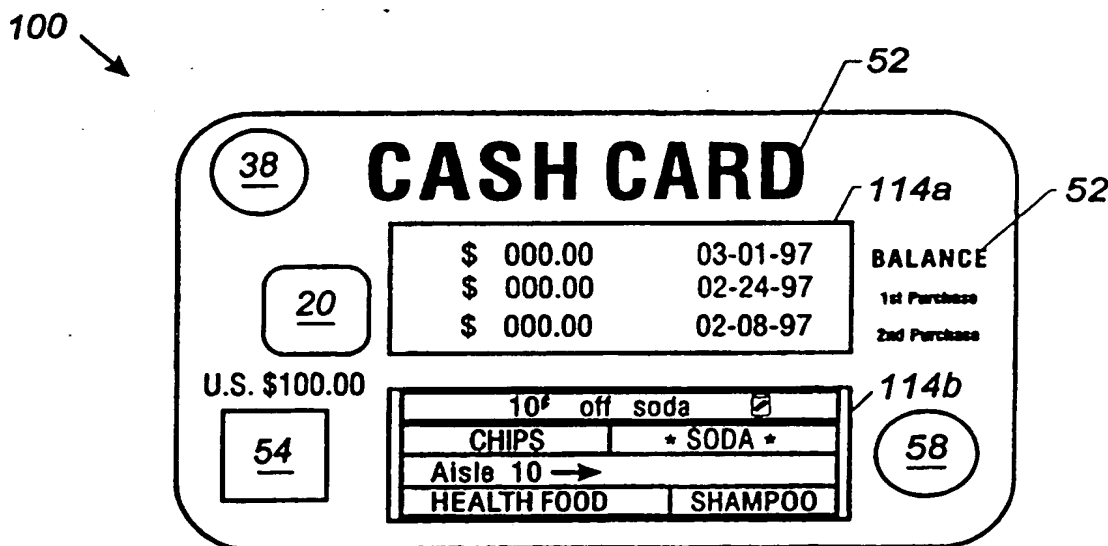 100
52
38
CASH CARD
114a
52
$ 000.00 03-01-97
BALANCE
$ 000.00 02-24-97
1st Purchase
20
$ 000.00 02-08-97
2nd Purchase
U.S. $100.00
114b
10¢ off soda
CHIPS * SODA *
54
58
Aisle 10 →
HEALTH FOOD SHAMPOO